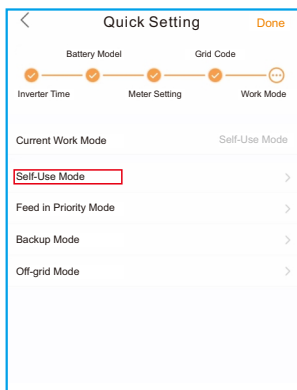 Quick Setting Done
Battery Model Grid Code
Inverter Time Meter Setting Work Mode
Current Work Mode Self-Use Mode
Self-Use Mode
Feed in Priority Mode
Backup Mode
Off-grid Mode